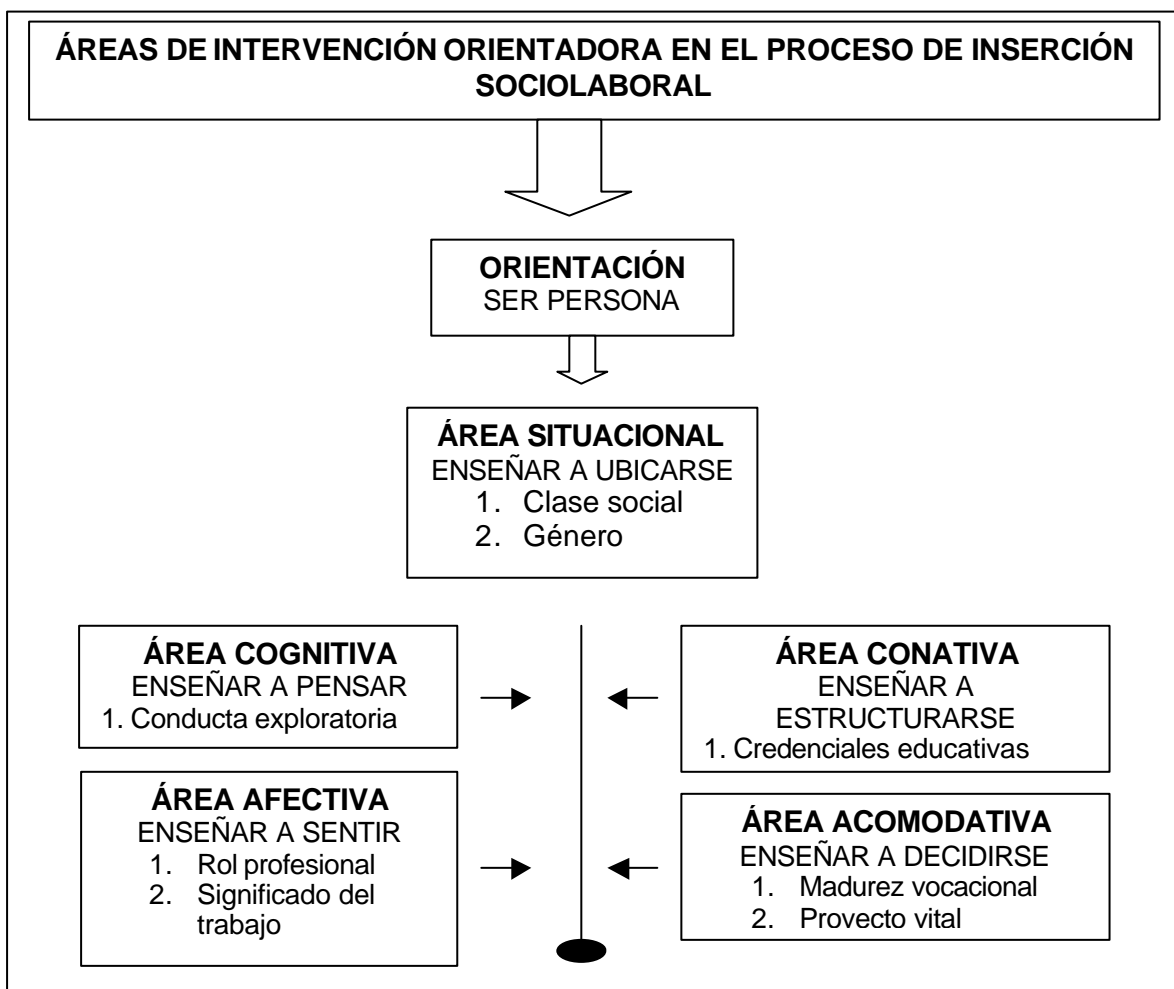 ÁREAS DE INTERVENCIÓN ORIENTADORA EN EL PROCESO DE INSERCIÓN
SOCIOLABORAL
ORIENTACIÓN
SER PERSONA
ÁREA SITUACIONAL
ENSEÑAR A UBICARSE
1. Clase social
2. Género
ÁREA COGNITIVA
ENSEÑAR A PENSAR
1. Conducta exploratoria
ÁREA CONATIVA
ENSEÑAR A
ESTRUCTURARSE
1. Credenciales educativas
ÁREA AFECTIVA
ENSEÑAR A SENTIR
1. Rol profesional
2. Significado del
trabajo
ÁREA ACOMODATIVA
ENSEÑAR A DECIDIRSE
1. Madurez vocacional
2. Proyecto vital